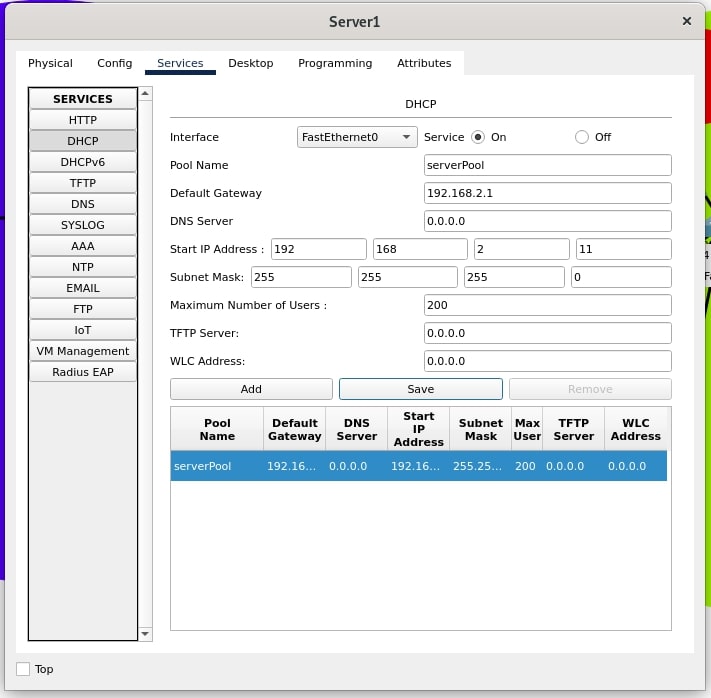 Server1
×
Physical Config Services Desktop Programming Attributes
SERVICES
HTTP
DHCP
DHCPv6
TFTP
DNS
SYSLOG
AAA
NTP
EMAIL
FTP
IoT
VM Management
Radius EAP
DHCP
Interface FastEthernet0 Service On Off
Pool Name serverPool
Default Gateway 192.168.2.1
DNS Server 0.0.0.0
Start IP Address : 192 168 2 11
Subnet Mask: 255 255 255 0
Maximum Number of Users : 200
TFTP Server: 0.0.0.0
WLC Address: 0.0.0.0
Add Save Remove
Pool Name
Default Gateway
DNS Server
Start IP Address
Subnet Mask
Max User
TFTP Server
WLC Address
serverPool 192.16... 0.0.0.0 192.16... 255.25... 200 0.0.0.0 0.0.0.0
Top